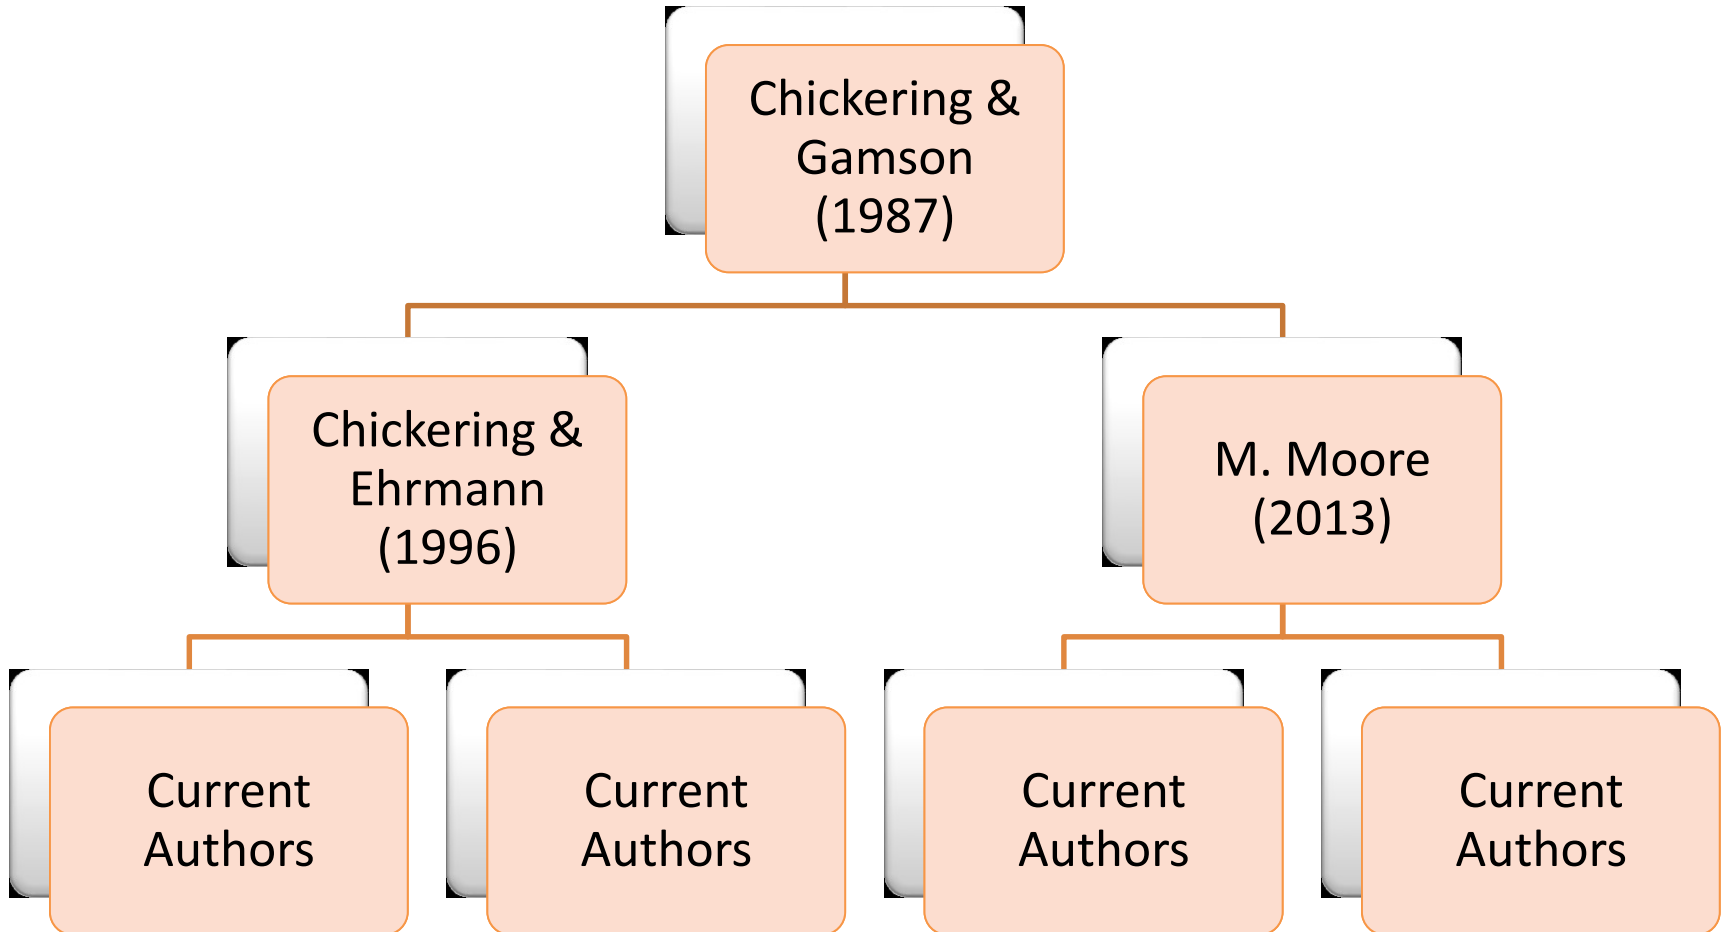 Chickering &
Gamson
(1987)
Chickering &
Ehrmann
(1996)
M. Moore
(2013)
Current
Authors
Current
Authors
Current
Authors
Current
Authors